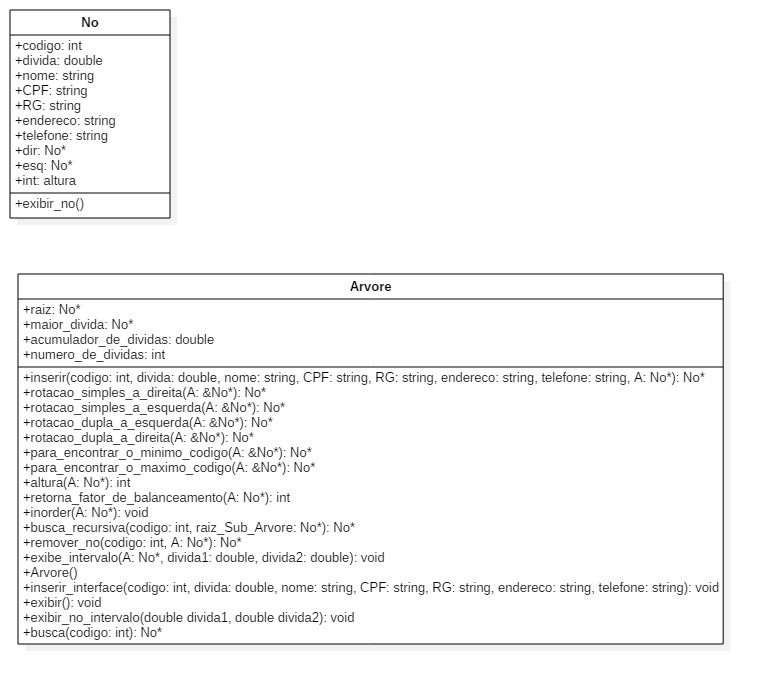 No
+codigo: int
+divida: double
+nome: string
+CPF: string
+RG: string
+endereco: string
+telefone: string
+dir: No*
+esq: No*
+int: altura
+exibir_no()
Arvore
+raiz: No*
+maior_divida: No*
+acumulador_de_dividas: double
+numero_de_dividas: int
+inserir(codigo: int, divida: double, nome: string, CPF: string, RG: string, endereco: string, telefone: string, A: No*): No*
+rotacao_simples_a_direita(A: &No*): No*
+rotacao_simples_a_esquerda(A: &No*): No*
+rotacao_dupla_a_esquerda(A: &No*): No*
+rotacao_dupla_a_direita(A: &No*): No*
+para_encontrar_o_minimo_codigo(A: &No*): No*
+para_encontrar_o_maximo_codigo(A: &No*): No*
+altura(A: No*): int
+retorna_fator_de_balanceamento(A: No*): int
+inorder(A: No*): void
+busca_recursiva(codigo: int, raiz_Sub_Arvore: No*): No*
+remover_no(codigo: int, A: No*): No*
+exibe_intervalo(A: No*, divida1: double, divida2: double): void
+Arvore()
+inserir_interface(codigo: int, divida: double, nome: string, CPF: string, RG: string, endereco: string, telefone: string): void
+exibir(): void
+exibir_no_intervalo(double divida1, double divida2): void
+busca(codigo: int): No*